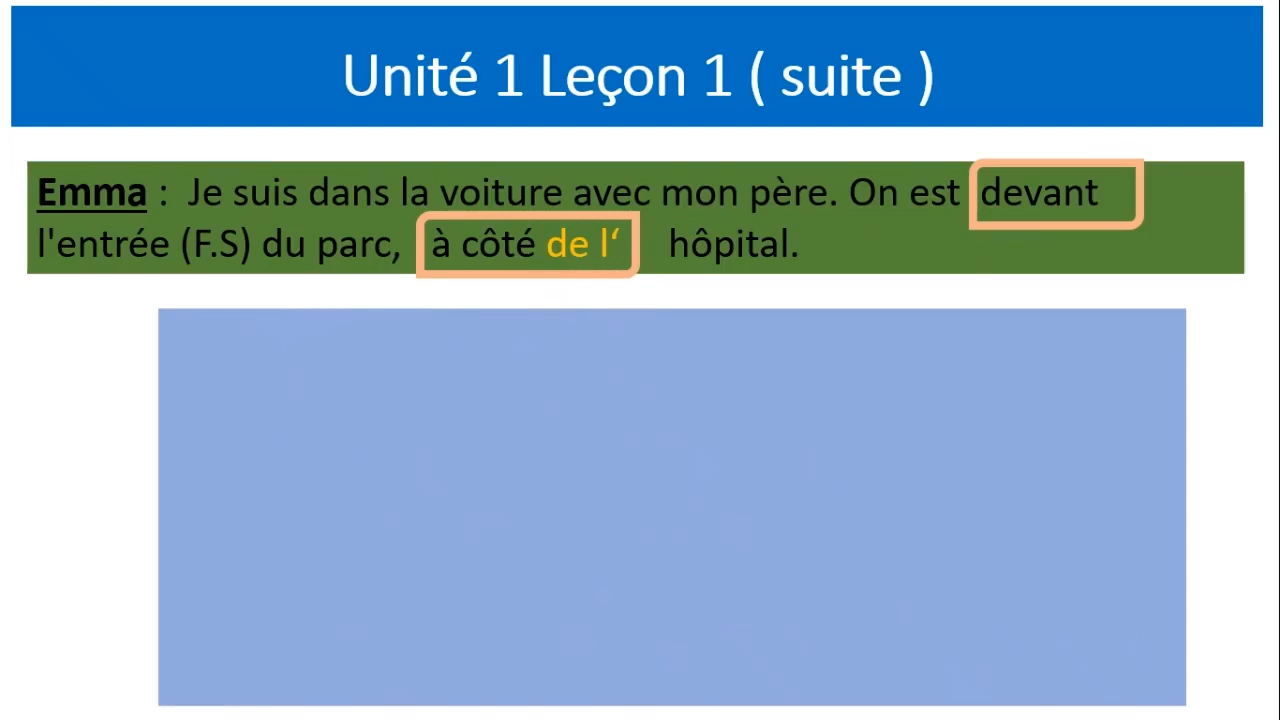 Unité 1 Leçon 1 ( suite )
Emma : Je suis dans la voiture avec mon père. On est devant
l'entrée (F.S) du parc, à côté de l‘ hôpital.